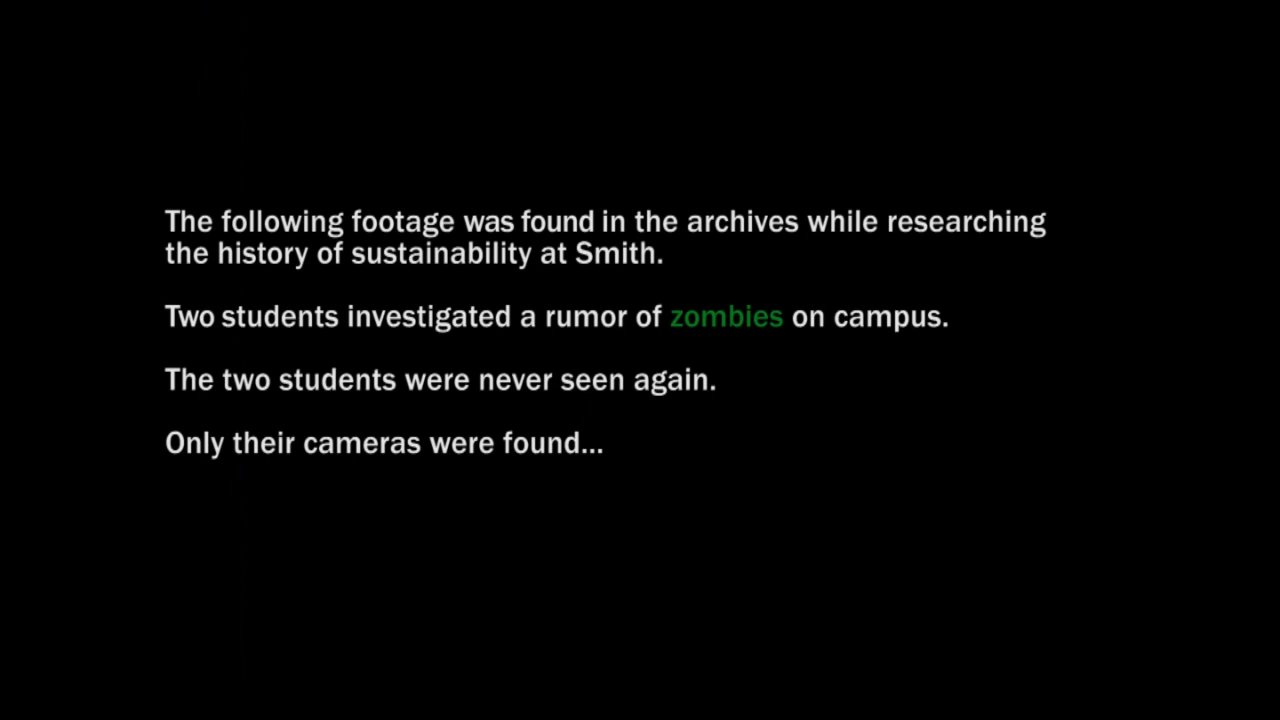 The following footage was found in the archives while researching
the history of sustainability at Smith.
Two students investigated a rumor of zombies on campus.
The two students were never seen again.
Only their cameras were found...